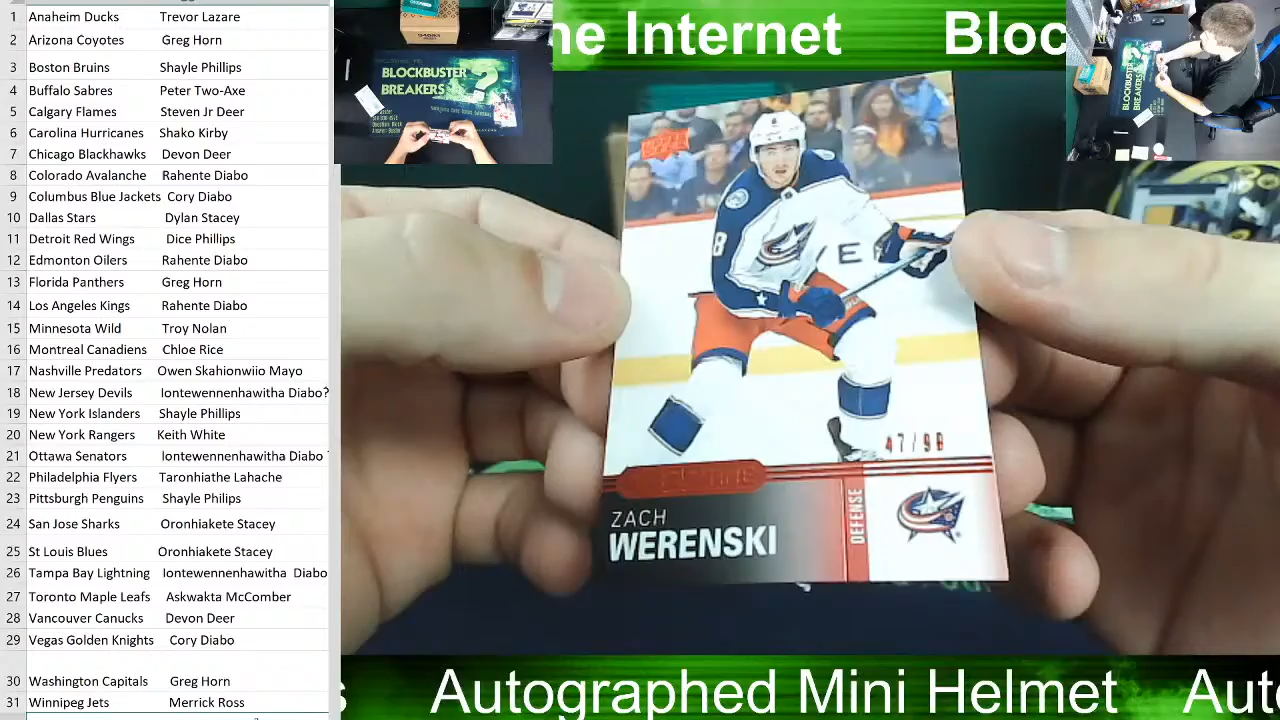 1 Anaheim Ducks Trevor Lazare
2 Arizona Coyotes Greg Horn
3 Boston Bruins Shayle Phillips
4 Buffalo Sabres Peter Two-Axe
5 Calgary Flames Steven Jr Deer
6 Carolina Hurricanes Shako Kirby
7 Chicago Blackhawks Devon Deer
8 Colorado Avalanche Rahente Diabo
9 Columbus Blue Jackets Cory Diabo
10 Dallas Stars Dylan Stacey
11 Detroit Red Wings Dice Phillips
12 Edmonton Oilers Rahente Diabo
13 Florida Panthers Greg Horn
14 Los Angelos Kings Rahente Diabo
15 Minnesota Wild Troy Nolan
16 Montreal Canadiens Chloe Rice
17 Nashville Predators Owen Skahionwiio Mayo
18 New Jersey Devils Iontewennenhawitha Diabo?
19 New York Islanders Shayle Phillips
20 New York Rangers Keith White
21 Ottawa Senators Iontewennenhawitha Diabo
22 Philadelphia Flyers Taronhiathe Lahache
23 Pittsburgh Penguins Shayle Philips
24 San Jose Sharks Oronhiakete Stacey
25 St Louis Blues Oronhiakete Stacey
26 Tampa Bay Lightning Iontewennenhawitha Diabo
27 Toronto Maple Leafs Askwakta McComber
28 Vancouver Canucks Devon Deer
29 Vegas Golden Knights Cory Diabo
30 Washington Capitals Greg Horn
31 Winnipeg Jets Merrick Ross
ne Internet Bloc
BLOCKBUSTER
BREAKERS
?
BLOCKBUSTER
BREAKERS
8
47/98
ZACH
WERENSKI
DEFENSE
s Autographed Mini Helmet Aut